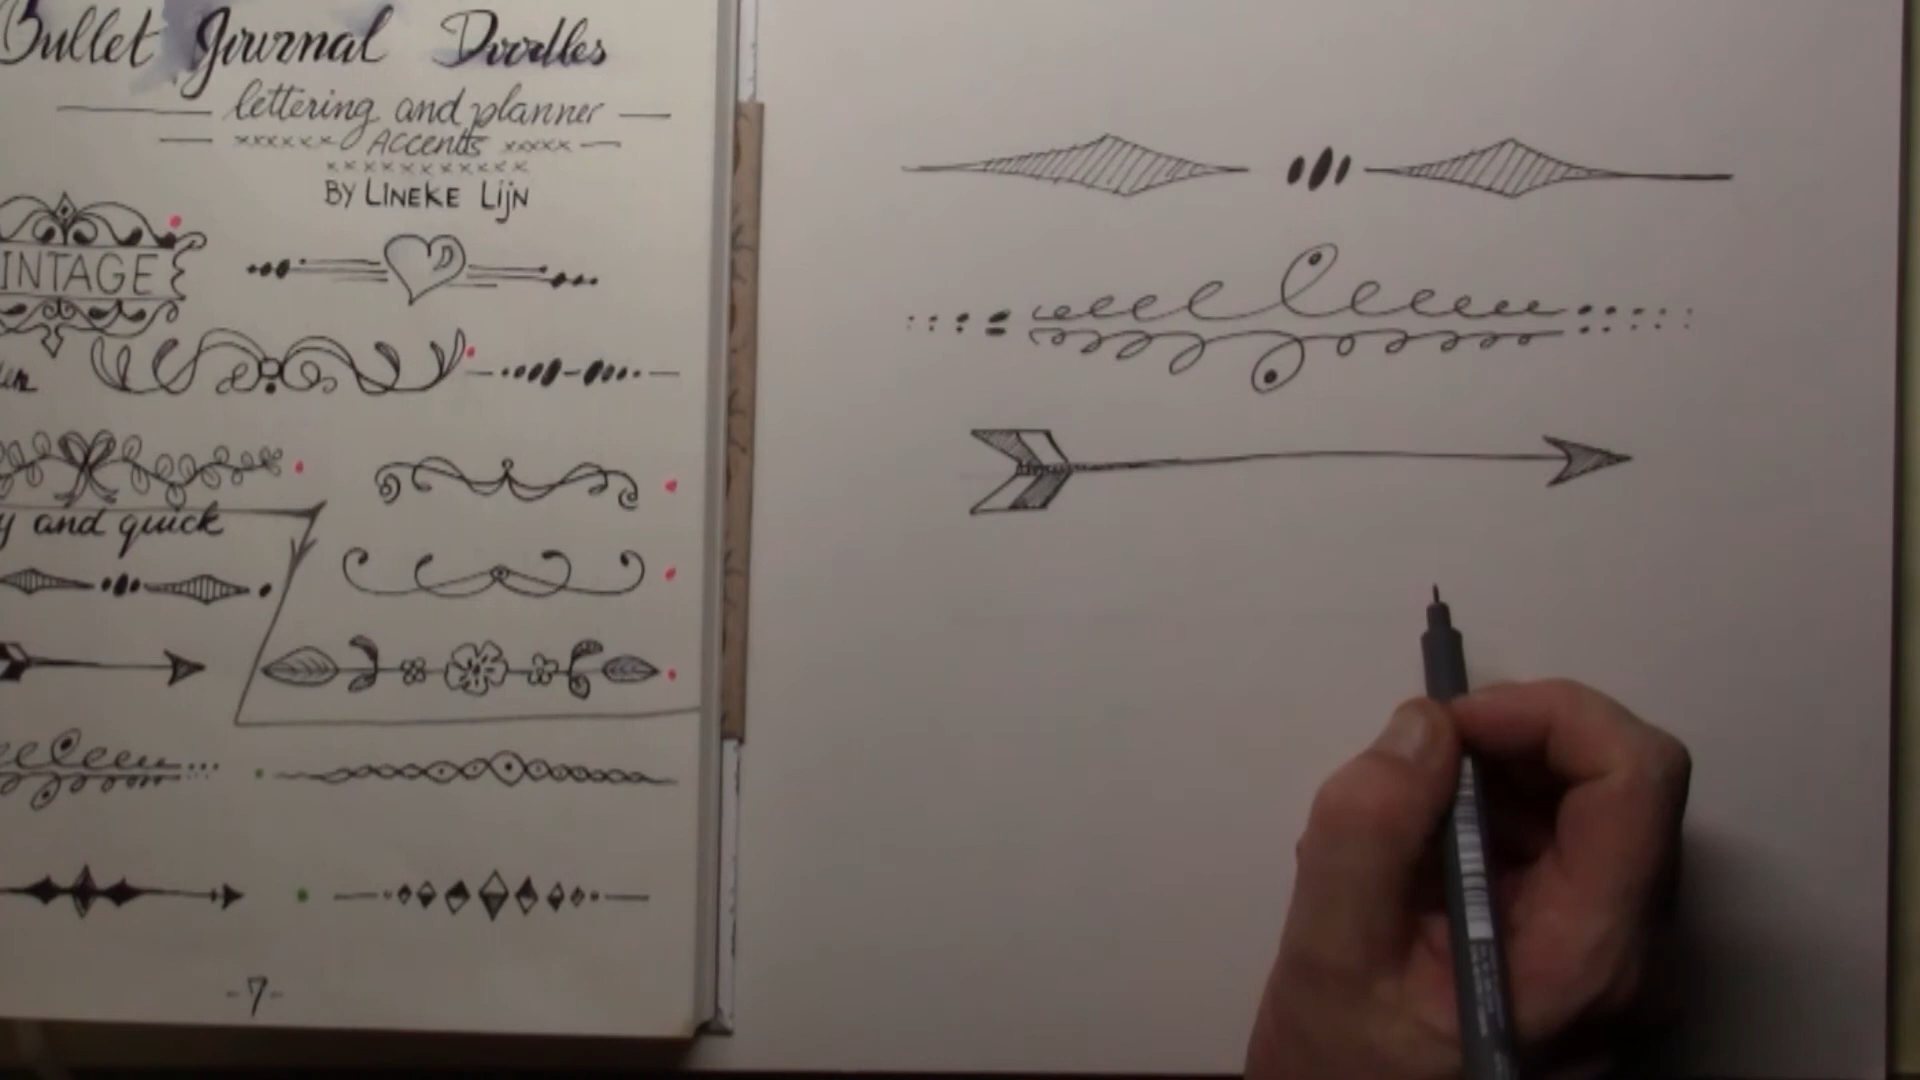 Bullet Journal Doodles
lettering and planner
Accents
BY LINEKE LIJN
INTAGE
y and quick
-7-